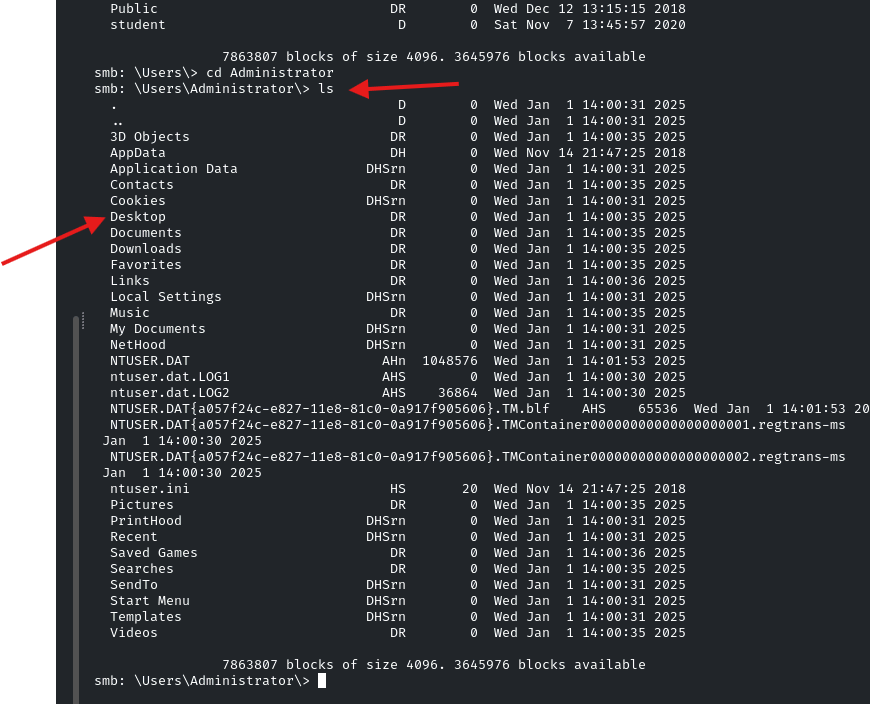 Public DR 0 Wed Dec 12 13:15:15 2018
student D 0 Sat Nov 7 13:45:57 2020
7863807 blocks of size 4096. 3645976 blocks available
smb: \Users\> cd Administrator
smb: \Users\Administrator\> ls
. D 0 Wed Jan 1 14:00:31 2025
.. D 0 Wed Jan 1 14:00:31 2025
3D Objects DR 0 Wed Jan 1 14:00:35 2025
AppData DH 0 Wed Nov 14 21:47:25 2018
Application Data DHSrn 0 Wed Jan 1 14:00:31 2025
Contacts DR 0 Wed Jan 1 14:00:35 2025
Cookies DHSrn 0 Wed Jan 1 14:00:31 2025
Desktop DR 0 Wed Jan 1 14:00:35 2025
Documents DR 0 Wed Jan 1 14:00:35 2025
Downloads DR 0 Wed Jan 1 14:00:35 2025
Favorites DR 0 Wed Jan 1 14:00:35 2025
Links DR 0 Wed Jan 1 14:00:36 2025
Local Settings DHSrn 0 Wed Jan 1 14:00:31 2025
Music DR 0 Wed Jan 1 14:00:35 2025
My Documents DHSrn 0 Wed Jan 1 14:00:31 2025
NetHood DHSrn 0 Wed Jan 1 14:00:31 2025
NTUSER.DAT AHn 1048576 Wed Jan 1 14:01:53 2025
ntuser.dat.LOG1 AHS 0 Wed Jan 1 14:00:30 2025
ntuser.dat.LOG2 AHS 36864 Wed Jan 1 14:00:30 2025
NTUSER.DAT{a057f24c-e827-11e8-81c0-0a917f905606}.TM.blf AHS 65536 Wed Jan 1 14:01:53 20
NTUSER.DAT{a057f24c-e827-11e8-81c0-0a917f905606}.TMContainer00000000000000000001.regtrans-ms
Jan 1 14:00:30 2025
NTUSER.DAT{a057f24c-e827-11e8-81c0-0a917f905606}.TMContainer00000000000000000002.regtrans-ms
Jan 1 14:00:30 2025
ntuser.ini HS 20 Wed Nov 14 21:47:25 2018
Pictures DR 0 Wed Jan 1 14:00:35 2025
PrintHood DHSrn 0 Wed Jan 1 14:00:31 2025
Recent DHSrn 0 Wed Jan 1 14:00:31 2025
Saved Games DR 0 Wed Jan 1 14:00:36 2025
Searches DR 0 Wed Jan 1 14:00:35 2025
SendTo DHSrn 0 Wed Jan 1 14:00:31 2025
Start Menu DHSrn 0 Wed Jan 1 14:00:31 2025
Templates DHSrn 0 Wed Jan 1 14:00:31 2025
Videos DR 0 Wed Jan 1 14:00:35 2025
7863807 blocks of size 4096. 3645976 blocks available
smb: \Users\Administrator\>